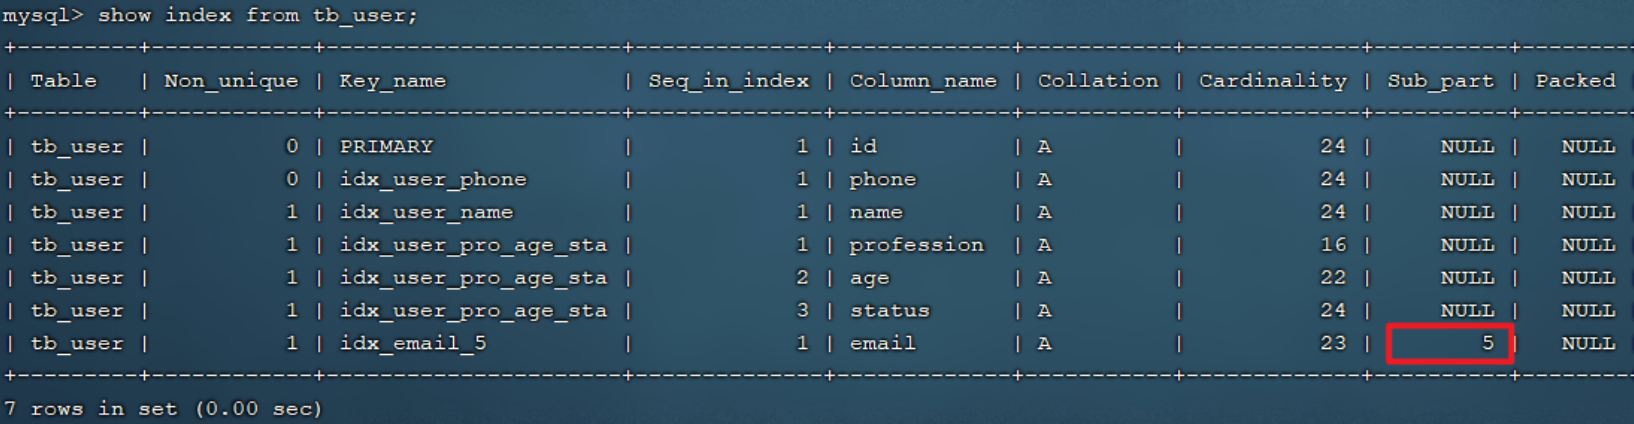 mysql> show index from tb_user;
+---------+------------+----------------------+--------------+-------------+-----------+-------------+----------+--------
| Table   | Non_unique | Key_name             | Seq_in_index | Column_name | Collation | Cardinality | Sub_part | Packed |
+---------+------------+----------------------+--------------+-------------+-----------+-------------+----------+--------
| tb_user |          0 | PRIMARY              |            1 | id          | A         |          24 |     NULL |   NULL |
| tb_user |          0 | idx_user_phone       |            1 | phone       | A         |          24 |     NULL |   NULL |
| tb_user |          1 | idx_user_name        |            1 | name        | A         |          24 |     NULL |   NULL |
| tb_user |          1 | idx_user_pro_age_sta |            1 | profession  | A         |          16 |     NULL |   NULL |
| tb_user |          1 | idx_user_pro_age_sta |            2 | age         | A         |          22 |     NULL |   NULL |
| tb_user |          1 | idx_user_pro_age_sta |            3 | status      | A         |          24 |     NULL |   NULL |
| tb_user |          1 | idx_email_5          |            1 | email       | A         |          23 |        5 |   NULL |
+---------+------------+----------------------+--------------+-------------+-----------+-------------+----------+--------
7 rows in set (0.00 sec)